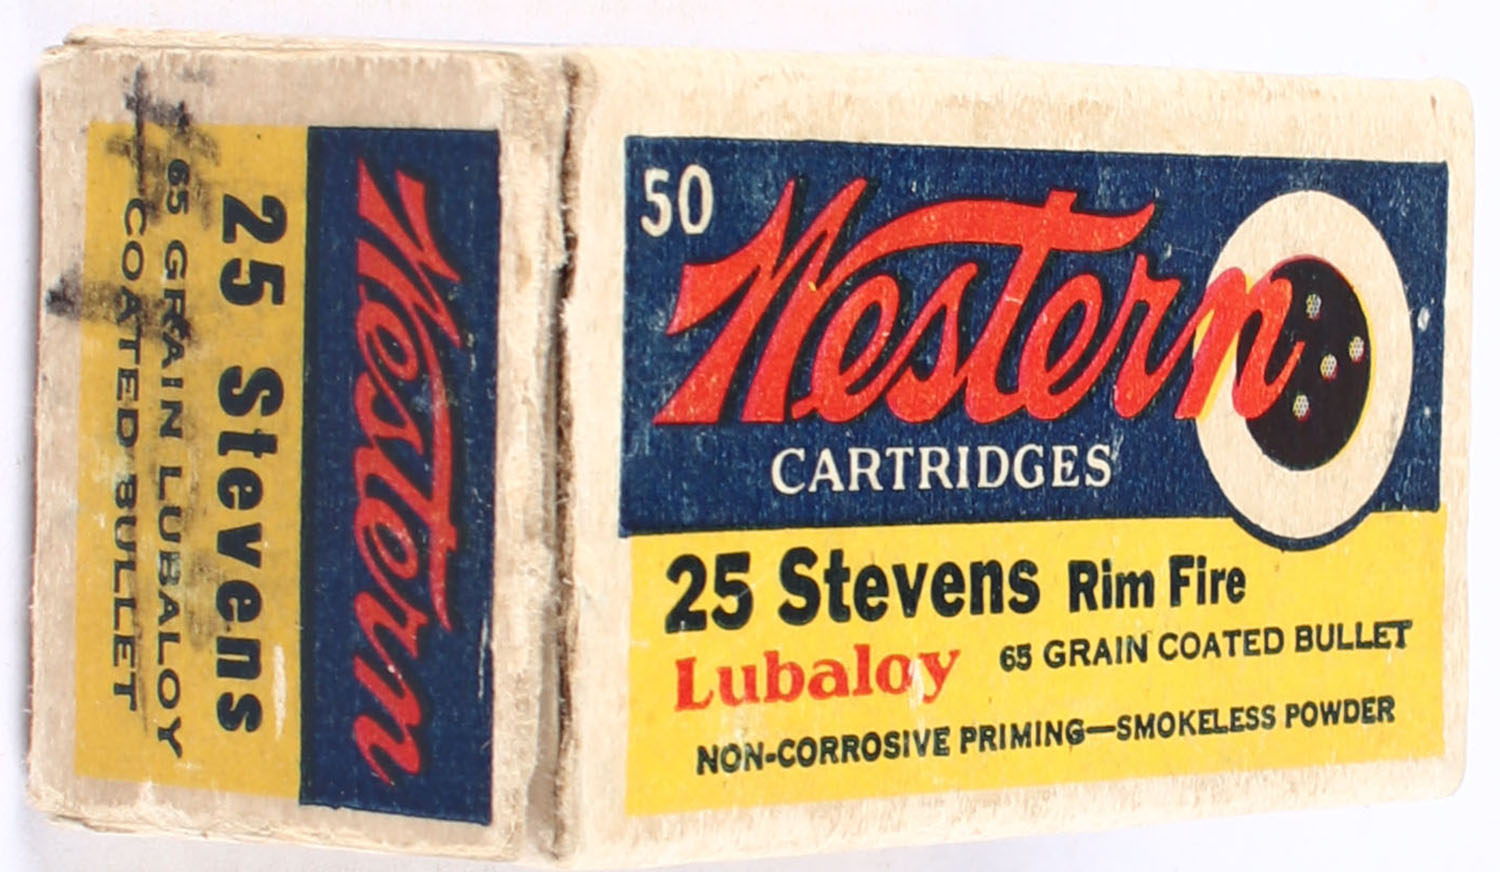 50
Western
CARTRIDGES
25 Stevens Rim Fire
Lubaloy 65 GRAIN COATED BULLET
NON-CORROSIVE PRIMING—SMOKELESS POWDER
Western
25 Stevens
65 GRAIN LUBALOY
COATED BULLET